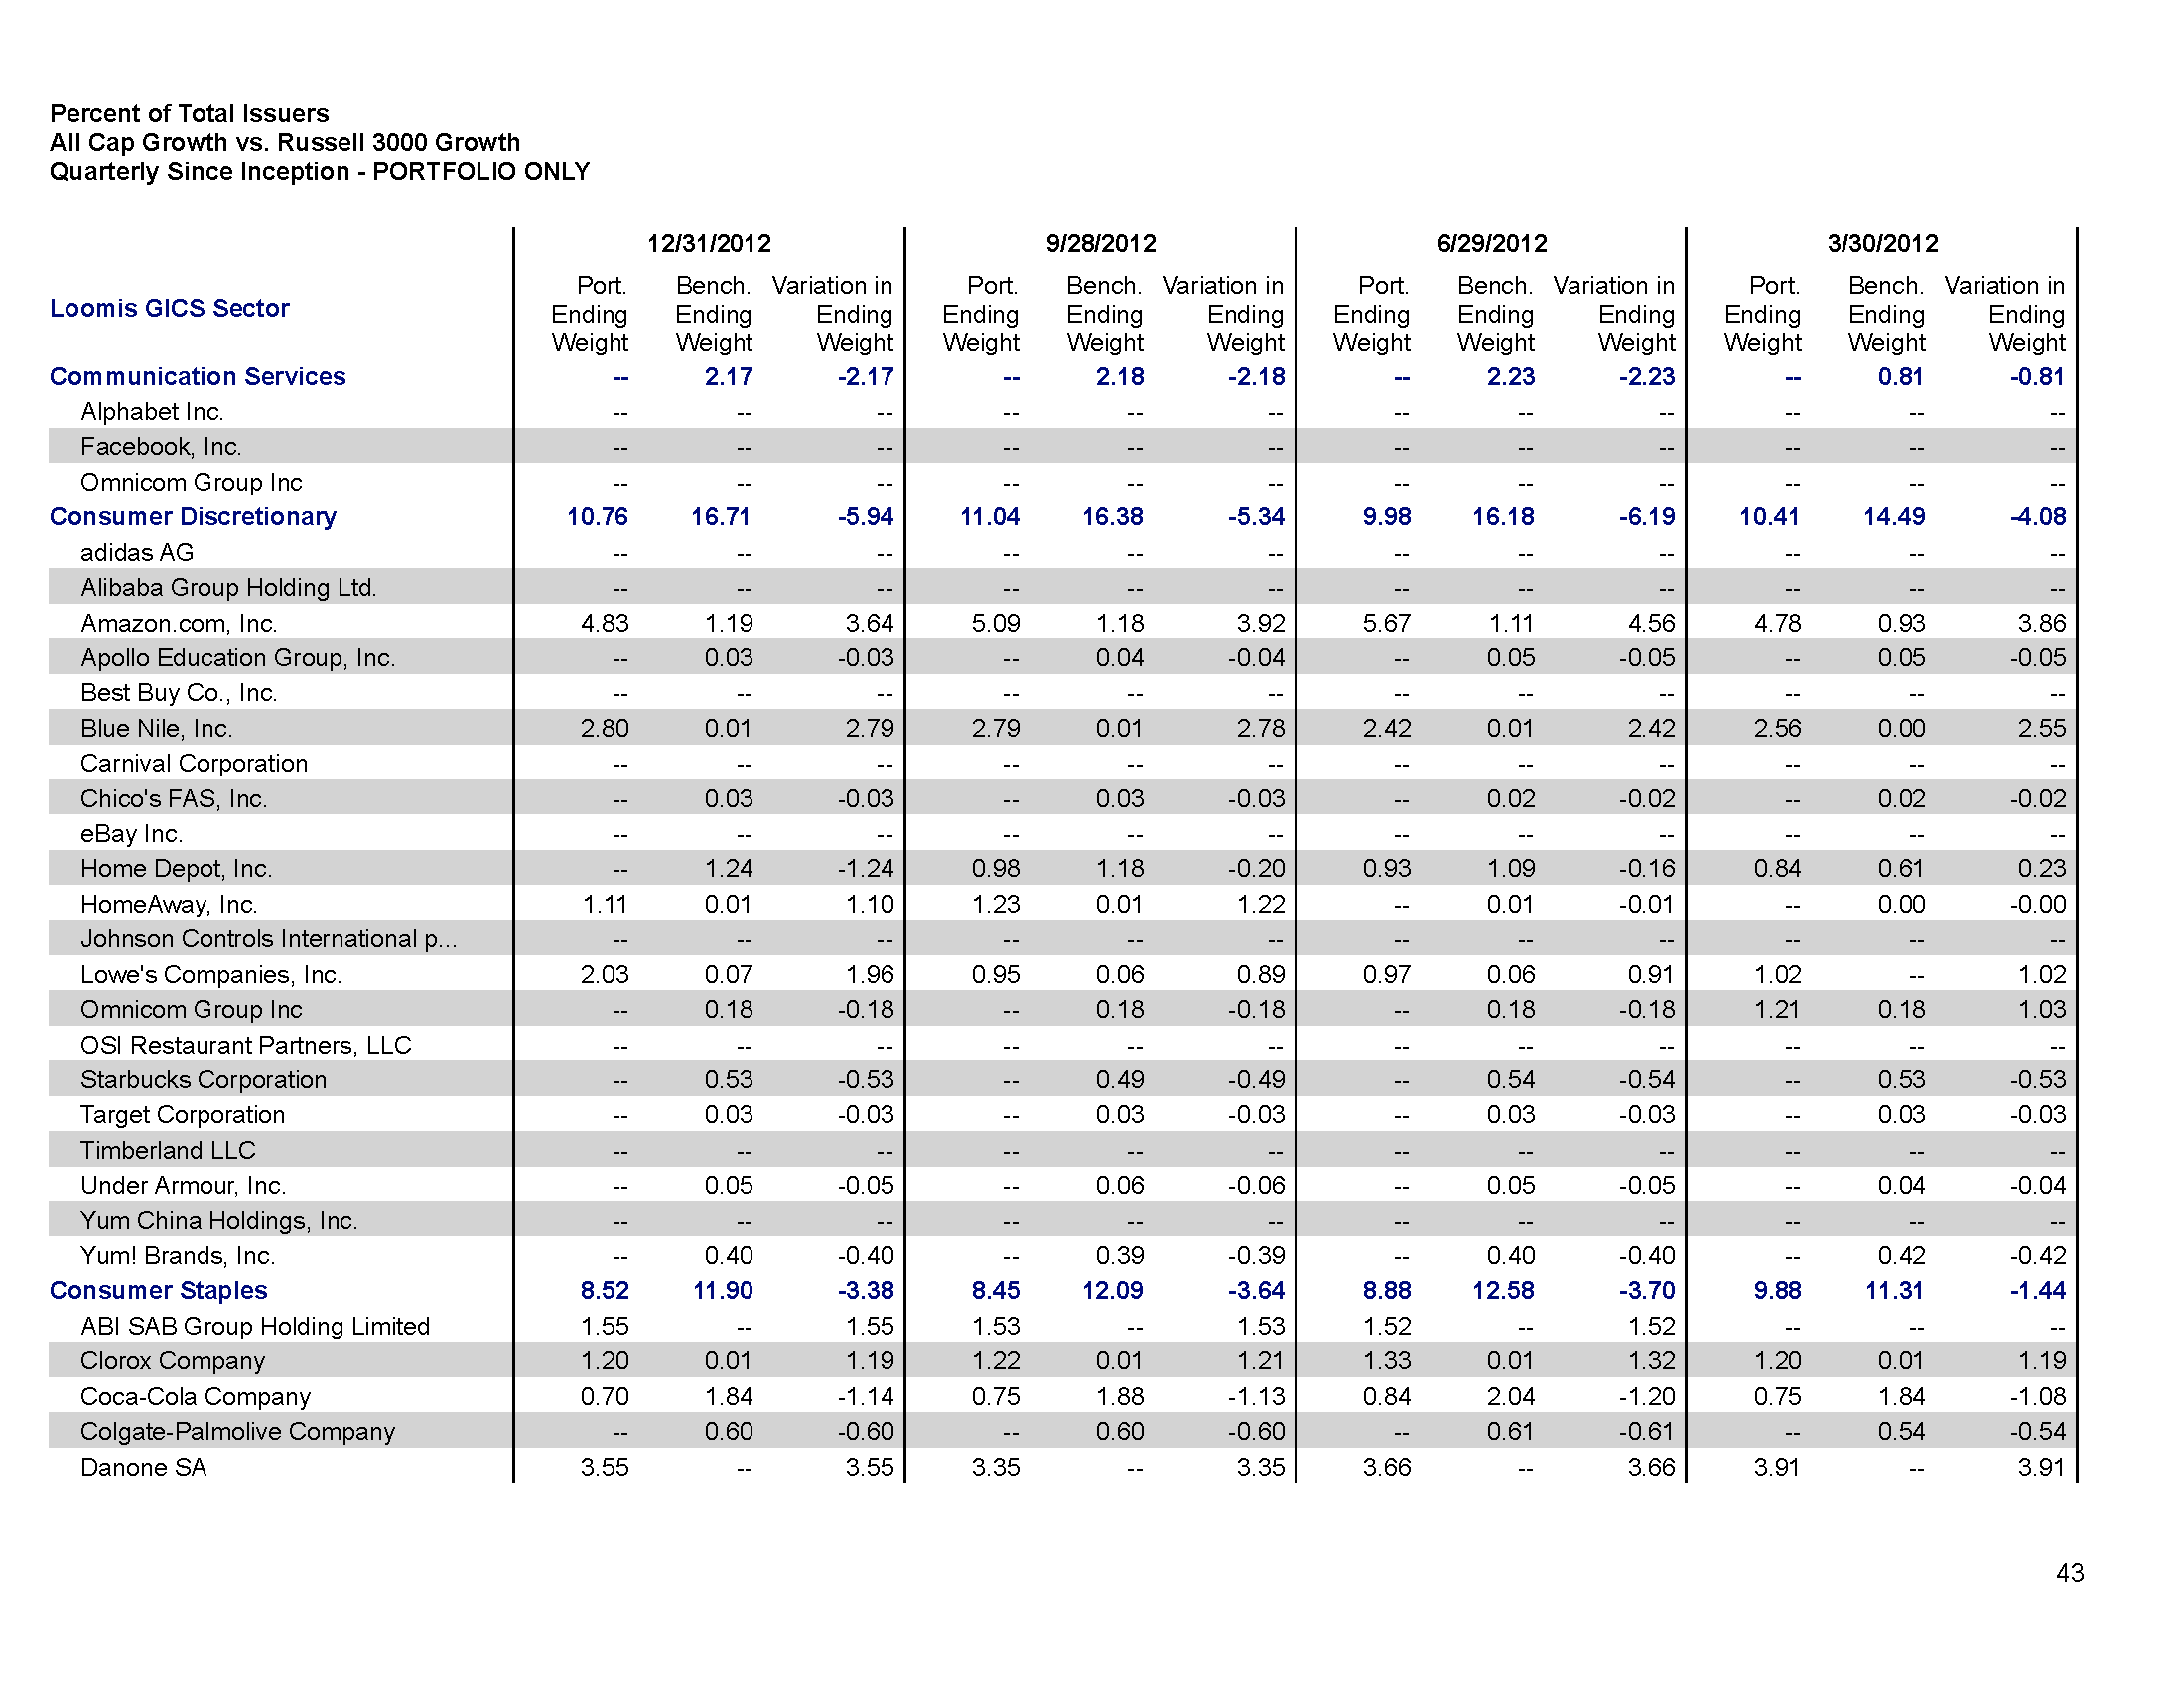 Percent of Total Issuers
All Cap Growth vs. Russell 3000 Growth
Quarterly Since Inception - PORTFOLIO ONLY
12/31/2012 9/28/2012 6/29/2012 3/30/2012
Loomis GICS Sector
Port. Bench. Variation in Port. Bench. Variation in Port. Bench. Variation in Port. Bench. Variation in
Ending Ending Ending Ending Ending Ending Ending Ending Ending Ending Ending Ending
Weight Weight Weight Weight Weight Weight Weight Weight Weight Weight Weight Weight
Communication Services -- 2.17 -2.17 -- 2.18 -2.18 -- 2.23 -2.23 -- 0.81 -0.81
Alphabet Inc. -- -- -- -- -- -- -- -- -- -- -- --
Facebook, Inc. -- -- -- -- -- -- -- -- -- -- -- --
Omnicom Group Inc -- -- -- -- -- -- -- -- -- -- -- --
Consumer Discretionary 10.76 16.71 -5.94 11.04 16.38 -5.34 9.98 16.18 -6.19 10.41 14.49 -4.08
adidas AG -- -- -- -- -- -- -- -- -- -- -- --
Alibaba Group Holding Ltd. -- -- -- -- -- -- -- -- -- -- -- --
Amazon.com, Inc. 4.83 1.19 3.64 5.09 1.18 3.92 5.67 1.11 4.56 4.78 0.93 3.86
Apollo Education Group, Inc. -- 0.03 -0.03 -- 0.04 -0.04 -- 0.05 -0.05 -- 0.05 -0.05
Best Buy Co., Inc. -- -- -- -- -- -- -- -- -- -- -- --
Blue Nile, Inc. 2.80 0.01 2.79 2.79 0.01 2.78 2.42 0.01 2.42 2.56 0.00 2.55
Carnival Corporation -- -- -- -- -- -- -- -- -- -- -- --
Chico's FAS, Inc. -- 0.03 -0.03 -- 0.03 -0.03 -- 0.02 -0.02 -- 0.02 -0.02
eBay Inc. -- -- -- -- -- -- -- -- -- -- -- --
Home Depot, Inc. -- 1.24 -1.24 0.98 1.18 -0.20 0.93 1.09 -0.16 0.84 0.61 0.23
HomeAway, Inc. 1.11 0.01 1.10 1.23 0.01 1.22 -- 0.01 -0.01 -- 0.00 -0.00
Johnson Controls International p... -- -- -- -- -- -- -- -- -- -- -- --
Lowe's Companies, Inc. 2.03 0.07 1.96 0.95 0.06 0.89 0.97 0.06 0.91 1.02 -- 1.02
Omnicom Group Inc -- 0.18 -0.18 -- 0.18 -0.18 -- 0.18 -0.18 1.21 0.18 1.03
OSI Restaurant Partners, LLC -- -- -- -- -- -- -- -- -- -- -- --
Starbucks Corporation -- 0.53 -0.53 -- 0.49 -0.49 -- 0.54 -0.54 -- 0.53 -0.53
Target Corporation -- 0.03 -0.03 -- 0.03 -0.03 -- 0.03 -0.03 -- 0.03 -0.03
Timberland LLC -- -- -- -- -- -- -- -- -- -- -- --
Under Armour, Inc. -- 0.05 -0.05 -- 0.06 -0.06 -- 0.05 -0.05 -- 0.04 -0.04
Yum China Holdings, Inc. -- -- -- -- -- -- -- -- -- -- -- --
Yum! Brands, Inc. -- 0.40 -0.40 -- 0.39 -0.39 -- 0.40 -0.40 -- 0.42 -0.42
Consumer Staples 8.52 11.90 -3.38 8.45 12.09 -3.64 8.88 12.58 -3.70 9.88 11.31 -1.44
ABI SAB Group Holding Limited 1.55 -- 1.55 1.53 -- 1.53 1.52 -- 1.52 -- -- --
Clorox Company 1.20 0.01 1.19 1.22 0.01 1.21 1.33 0.01 1.32 1.20 0.01 1.19
Coca-Cola Company 0.70 1.84 -1.14 0.75 1.88 -1.13 0.84 2.04 -1.20 0.75 1.84 -1.08
Colgate-Palmolive Company -- 0.60 -0.60 -- 0.60 -0.60 -- 0.61 -0.61 -- 0.54 -0.54
Danone SA 3.55 -- 3.55 3.35 -- 3.35 3.66 -- 3.66 3.91 -- 3.91
43